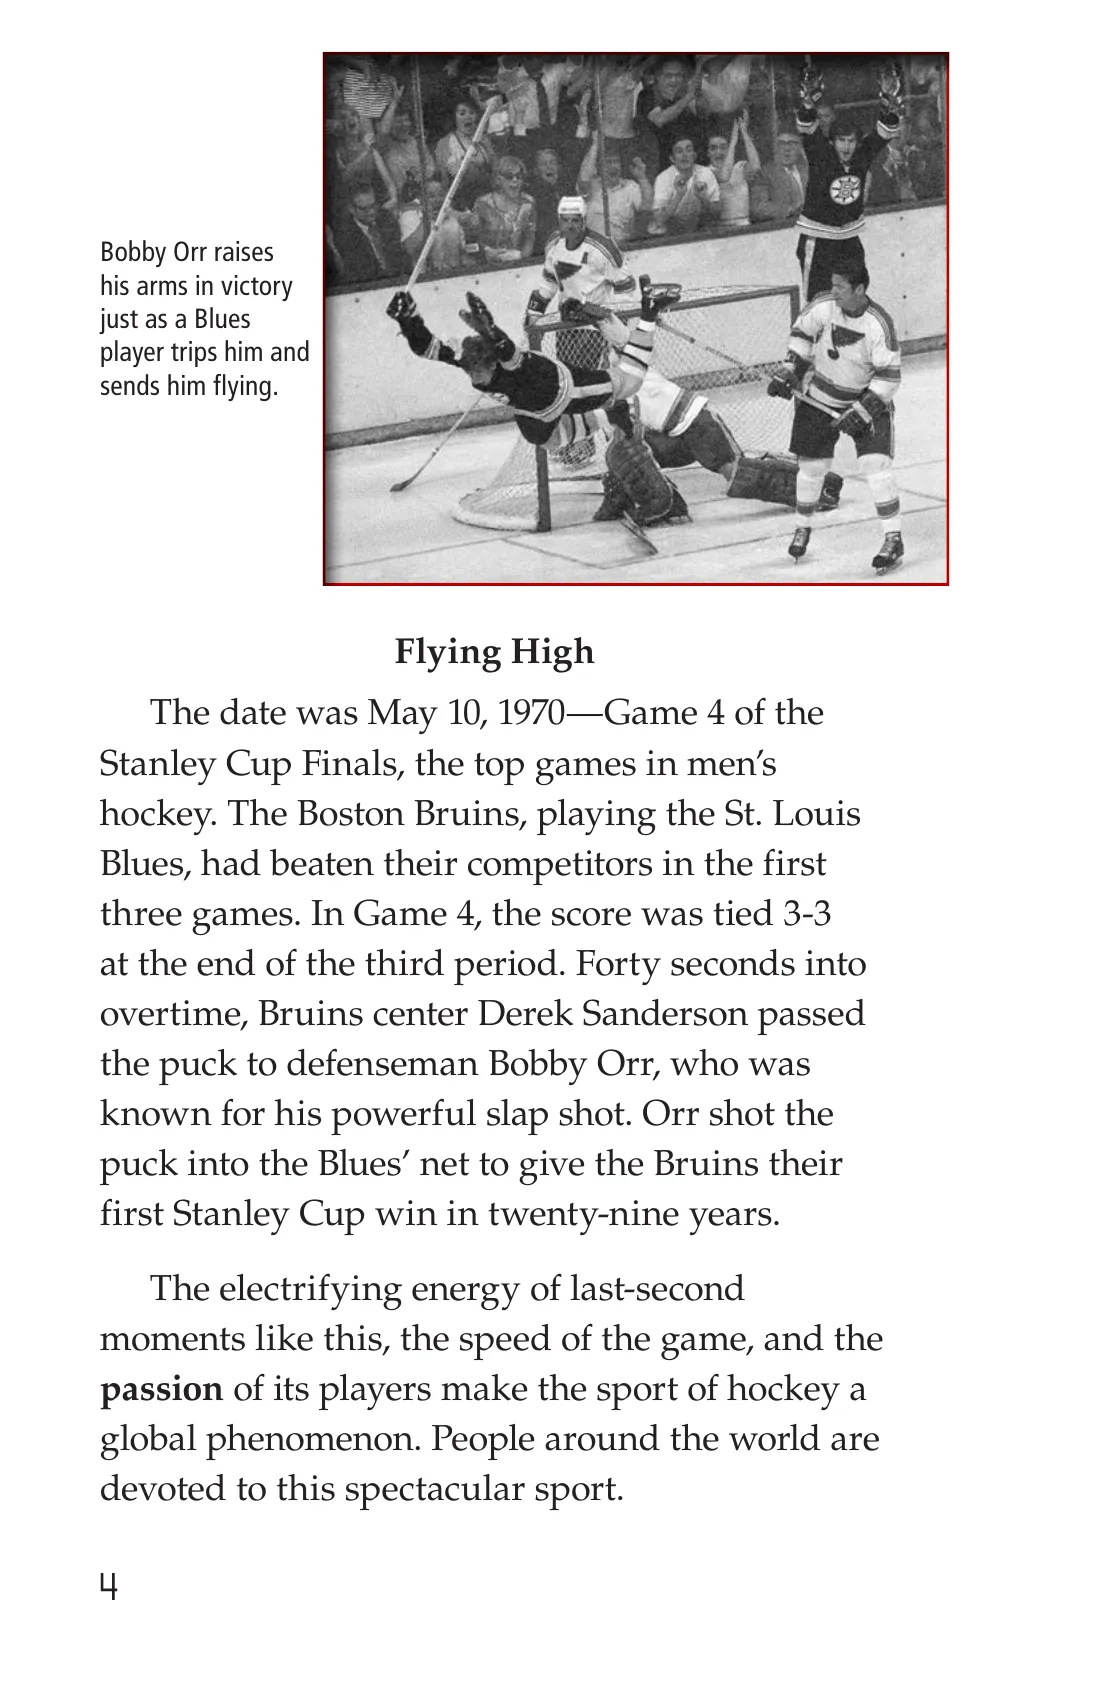 Bobby Orr raises
his arms in victory
just as a Blues
player trips him and
sends him flying.
Flying High
The date was May 10, 1970—Game 4 of the
Stanley Cup Finals, the top games in men’s
hockey. The Boston Bruins, playing the St. Louis
Blues, had beaten their competitors in the first
three games. In Game 4, the score was tied 3-3
at the end of the third period. Forty seconds into
overtime, Bruins center Derek Sanderson passed
the puck to defenseman Bobby Orr, who was
known for his powerful slap shot. Orr shot the
puck into the Blues’ net to give the Bruins their
first Stanley Cup win in twenty-nine years.
The electrifying energy of last-second
moments like this, the speed of the game, and the
passion of its players make the sport of hockey a
global phenomenon. People around the world are
devoted to this spectacular sport.
4